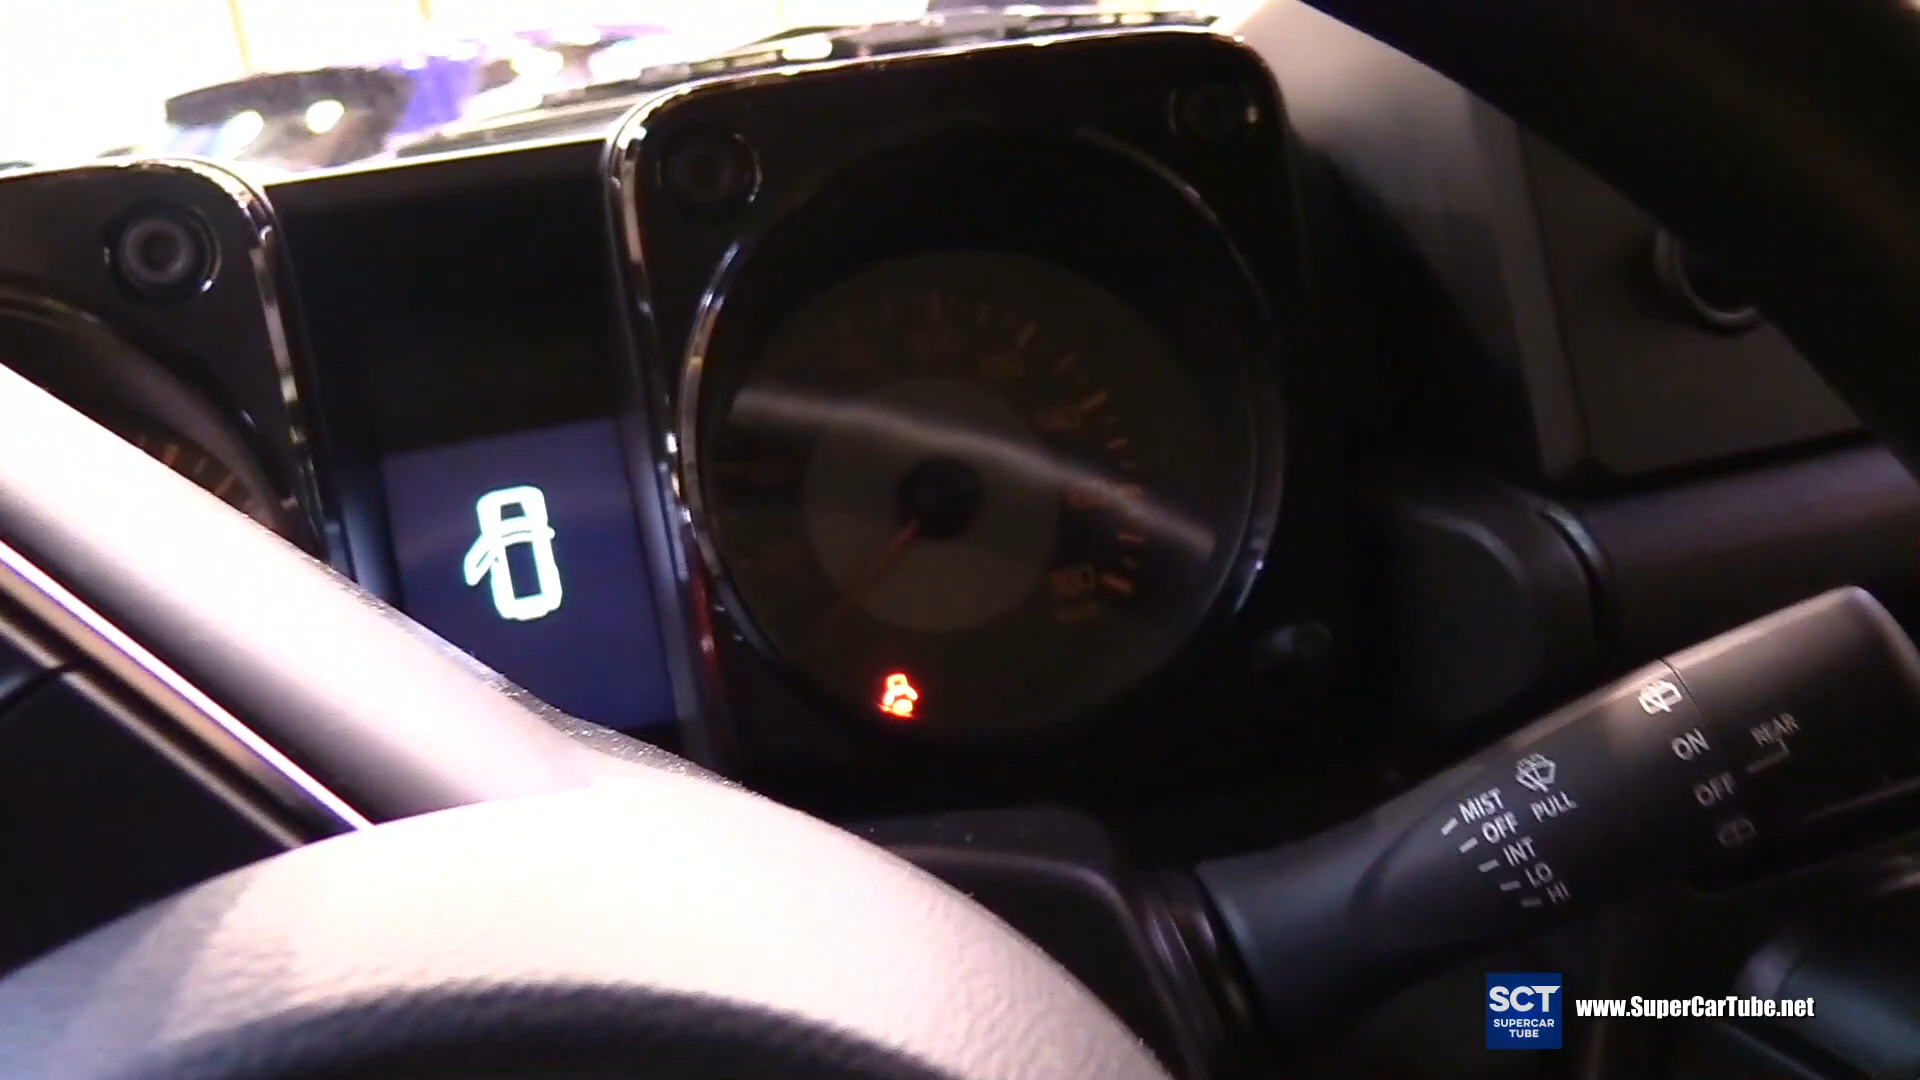 ON
REAR
OFF
MIST
PULL
OFF
INT
LO
HI
SCT
SUPERCAR
TUBE
www.SuperCarTube.net